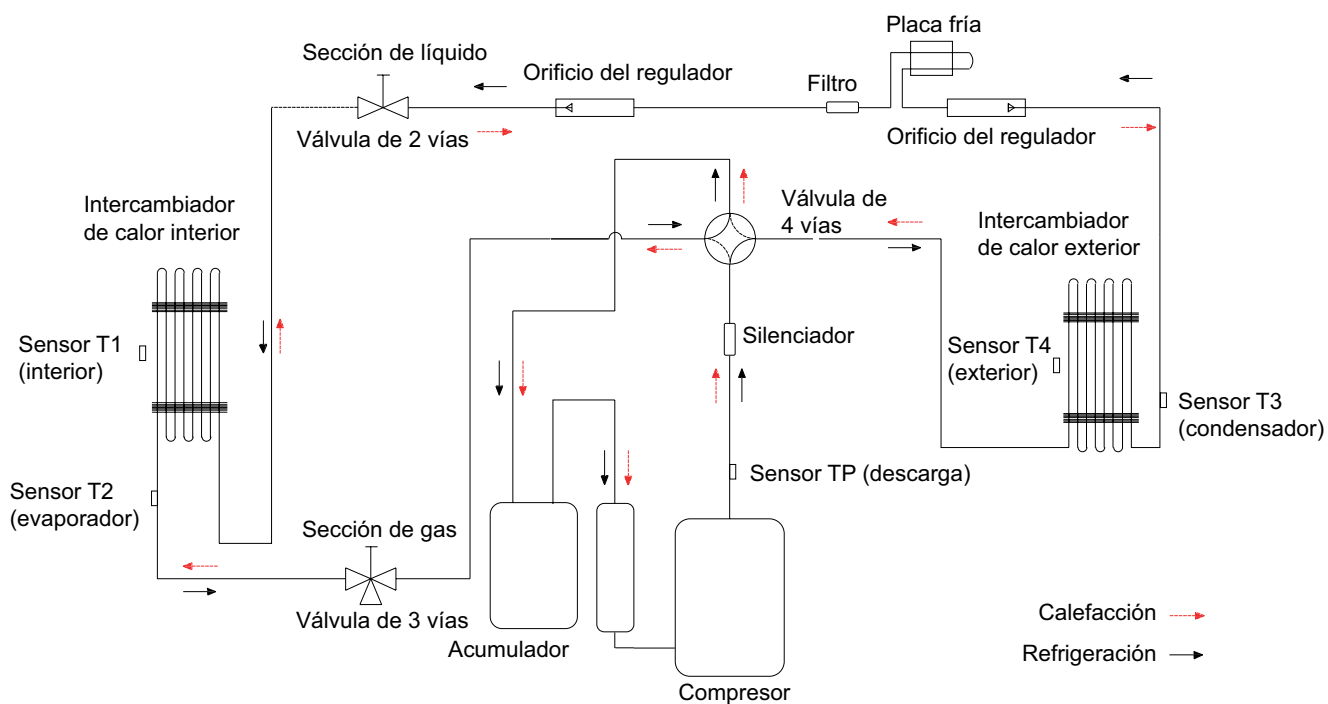 Placa fría
Sección de líquido
Orificio del regulador
Filtro
Válvula de 2 vías
Orificio del regulador
Intercambiador
de calor interior
Válvula de
4 vías
Intercambiador
de calor exterior
Sensor T1
(interior)
Silenciador
Sensor T4
(exterior)
Sensor T3
(condensador)
Sensor T2
(evaporador)
Sensor TP (descarga)
Sección de gas
Válvula de 3 vías
Acumulador
Compresor
Calefacción
Refrigeración